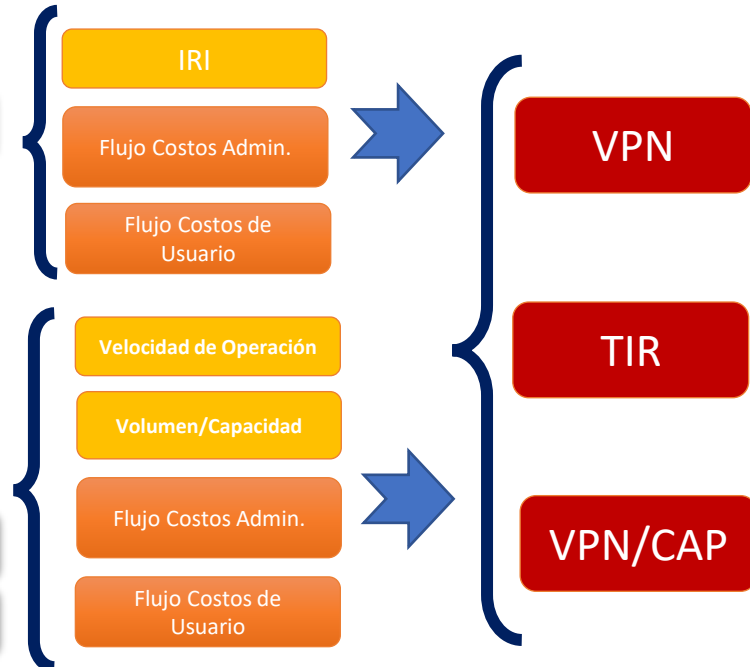 IRI
Flujo Costos Admin.
Flujo Costos de
Usuario
Velocidad de Operación
Volumen/Capacidad
Flujo Costos Admin.
Flujo Costos de
Usuario
VPN
TIR
VPN/CAP